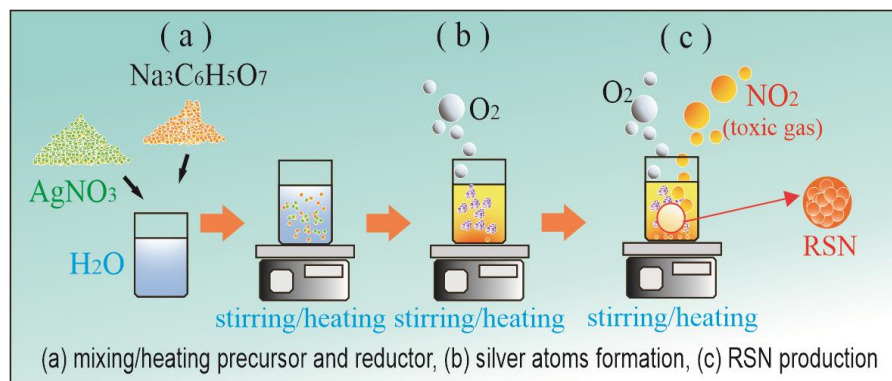 (a)
(b)
(c)
Na3C6H5O7
AgNO3
H2O
O2
O2
NO2
(toxic gas)
RSN
stirring/heating
stirring/heating
stirring/heating
(a) mixing/heating precursor and reductor, (b) silver atoms formation, (c) RSN production